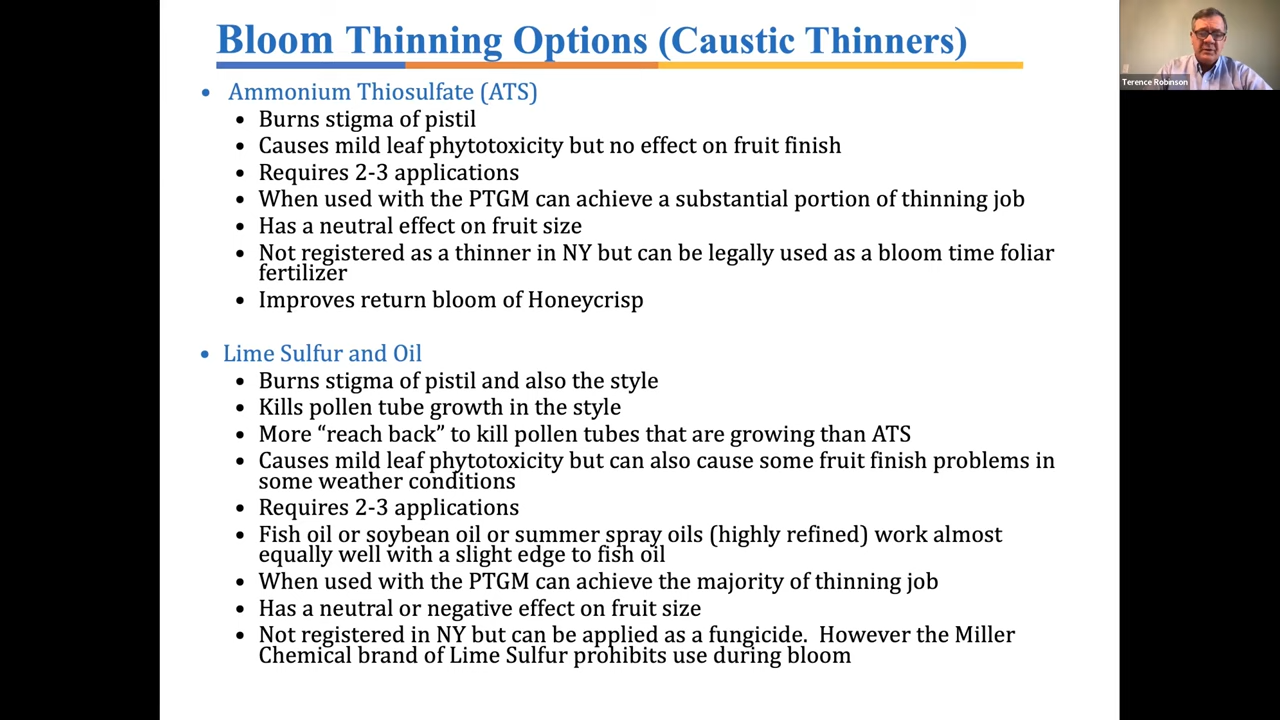 Bloom Thinning Options (Caustic Thinners)
Terence Robinson
• Ammonium Thiosulfate (ATS)
• Burns stigma of pistil
• Causes mild leaf phytotoxicity but no effect on fruit finish
• Requires 2-3 applications
• When used with the PTGM can achieve a substantial portion of thinning job
• Has a neutral effect on fruit size
• Not registered as a thinner in NY but can be legally used as a bloom time foliar
fertilizer
• Improves return bloom of Honeycrisp
• Lime Sulfur and Oil
• Burns stigma of pistil and also the style
• Kills pollen tube growth in the style
• More “reach back” to kill pollen tubes that are growing than ATS
• Causes mild leaf phytotoxicity but can also cause some fruit finish problems in
some weather conditions
• Requires 2-3 applications
• Fish oil or soybean oil or summer spray oils (highly refined) work almost
equally well with a slight edge to fish oil
• When used with the PTGM can achieve the majority of thinning job
• Has a neutral or negative effect on fruit size
• Not registered in NY but can be applied as a fungicide.  However the Miller
Chemical brand of Lime Sulfur prohibits use during bloom